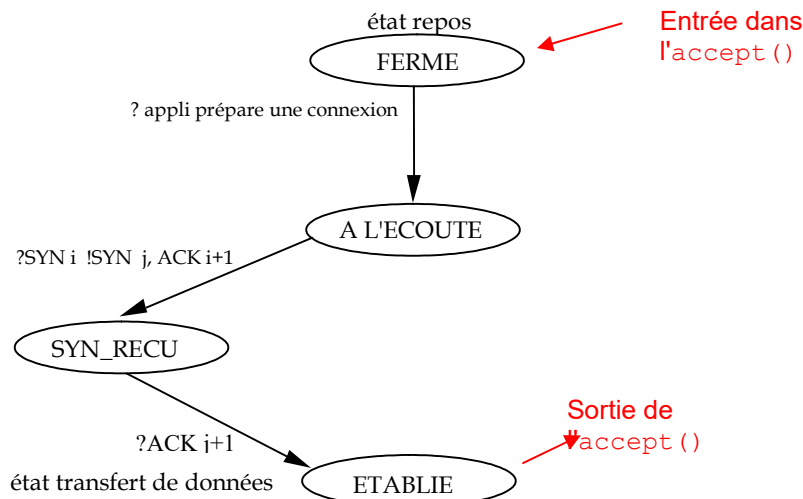 état repos
Entrée dans
l'accept()
FERME
? appli prépare une connexion
A L'ECOUTE
?SYN i !SYN j, ACK i+1
SYN_RECU
Sortie de
l'accept()
?ACK j+1
état transfert de données
ETABLIE